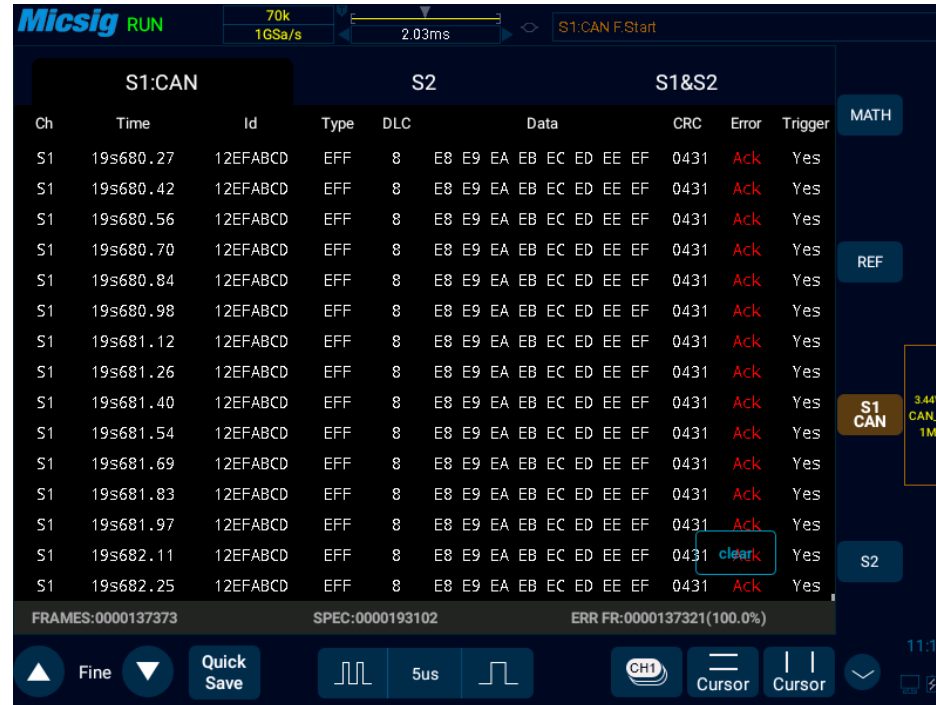 Micsig RUN 70k 1GSa/s 2.03ms S1:CAN F.Start
S1:CAN S2 S1&S2
Ch Time Id Type DLC Data CRC Error Trigger
S1 19s680.27 12EFABCD EFF 8 E8 E9 EA EB EC ED EE EF 0431 Ack Yes
S1 19s680.42 12EFABCD EFF 8 E8 E9 EA EB EC ED EE EF 0431 Ack Yes
S1 19s680.56 12EFABCD EFF 8 E8 E9 EA EB EC ED EE EF 0431 Ack Yes
S1 19s680.70 12EFABCD EFF 8 E8 E9 EA EB EC ED EE EF 0431 Ack Yes
S1 19s680.84 12EFABCD EFF 8 E8 E9 EA EB EC ED EE EF 0431 Ack Yes
S1 19s680.98 12EFABCD EFF 8 E8 E9 EA EB EC ED EE EF 0431 Ack Yes
S1 19s681.12 12EFABCD EFF 8 E8 E9 EA EB EC ED EE EF 0431 Ack Yes
S1 19s681.26 12EFABCD EFF 8 E8 E9 EA EB EC ED EE EF 0431 Ack Yes
S1 19s681.40 12EFABCD EFF 8 E8 E9 EA EB EC ED EE EF 0431 Ack Yes
S1 19s681.54 12EFABCD EFF 8 E8 E9 EA EB EC ED EE EF 0431 Ack Yes
S1 19s681.69 12EFABCD EFF 8 E8 E9 EA EB EC ED EE EF 0431 Ack Yes
S1 19s681.83 12EFABCD EFF 8 E8 E9 EA EB EC ED EE EF 0431 Ack Yes
S1 19s681.97 12EFABCD EFF 8 E8 E9 EA EB EC ED EE EF 0431 Ack Yes
S1 19s682.11 12EFABCD EFF 8 E8 E9 EA EB EC ED EE EF 0431 Ack Yes
clear
S1 19s682.25 12EFABCD EFF 8 E8 E9 EA EB EC ED EE EF 0431 Ack Yes
FRAMES:0000137373 SPEC:0000193102 ERR FR:0000137321(100.0%)
MATH
REF
S1
CAN
3.44
CAN_
1M
S2
Fine Quick Save 5us CH1 Cursor Cursor
11:1